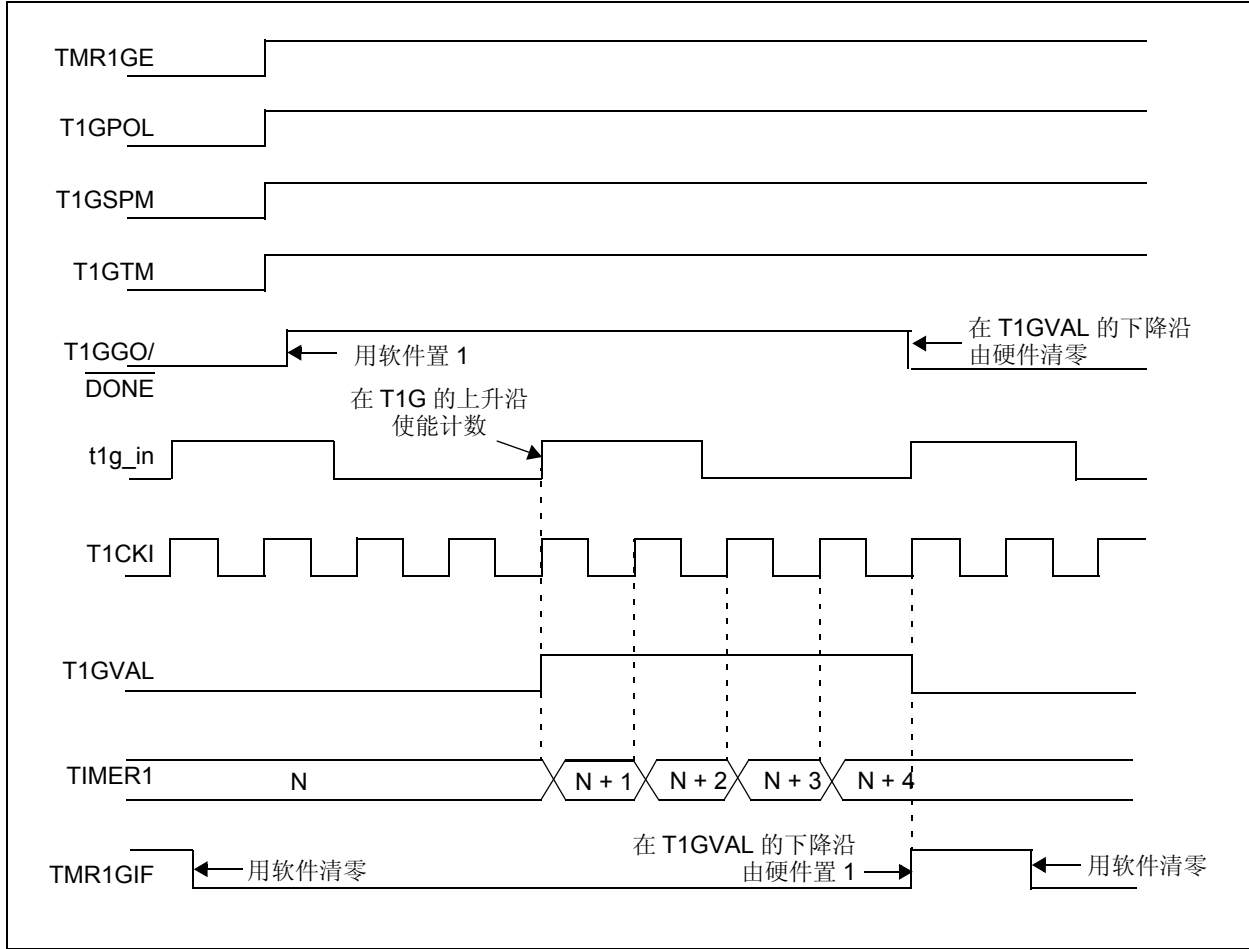 TMR1GE
T1GPOL
T1GSPM
T1GTM
T1GGO/
DONE
用软件置 1
在 T1GVAL 的下降沿
由硬件清零
在 T1G 的上升沿
使能计数
t1g_in
T1CKI
T1GVAL
TIMER1
N
N + 1
N + 2
N + 3
N + 4
TMR1GIF
用软件清零
在 T1GVAL 的下降沿
由硬件置 1
用软件清零